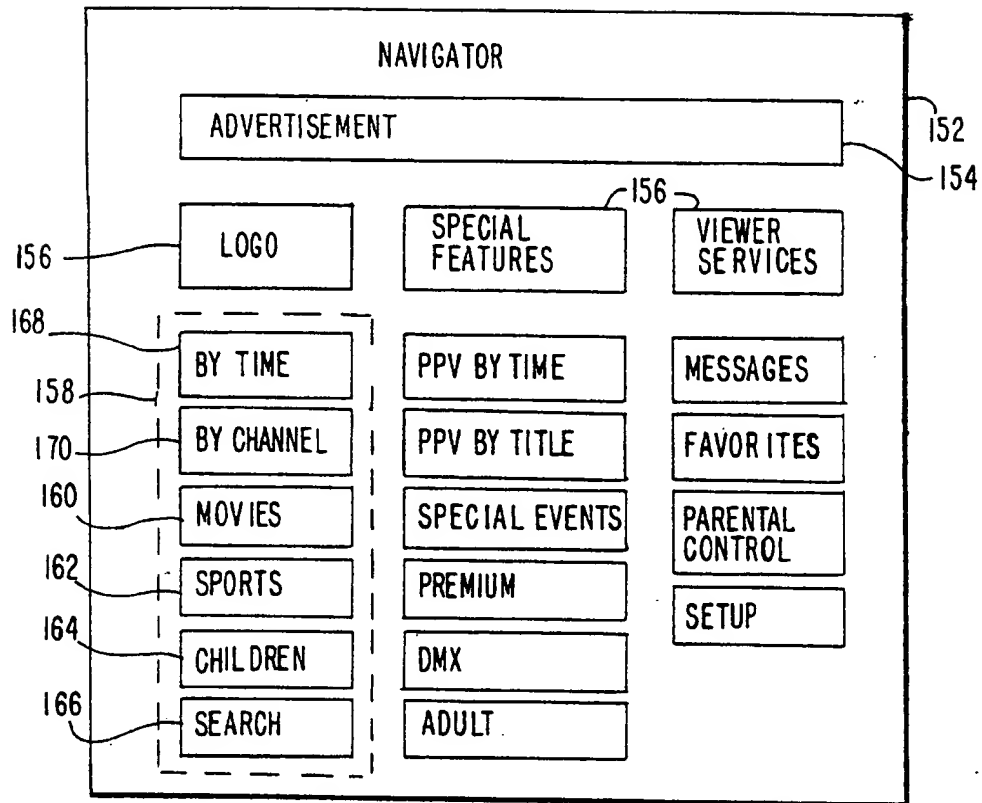 NAVIGATOR
ADVERTISEMENT
152
154
156
156
LOGO
SPECIAL
FEATURES
VIEWER
SERVICES
168
158
170
160
162
164
166
BY TIME
BY CHANNEL
MOVIES
SPORTS
CHILDREN
SEARCH
PPV BY TIME
PPV BY TITLE
SPECIAL EVENTS
PREMIUM
DMX
ADULT
MESSAGES
FAVORITES
PARENTAL
CONTROL
SETUP